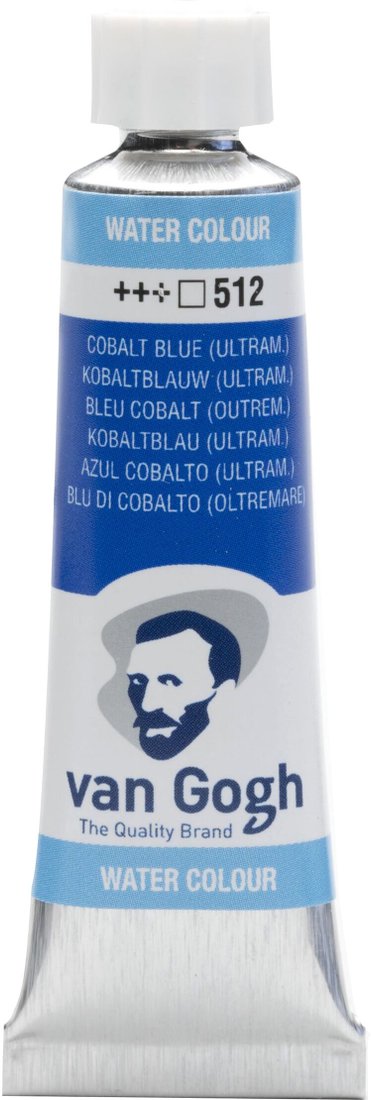 WATER COLOUR
+++ □ 512
COBALT BLUE (ULTRAM.)
KOBALTBLAUW (ULTRAM.)
BLEU COBALT (OUTREM.)
KOBALTBLAU (ULTRAM.)
AZUL COBALTO (ULTRAM.)
BLU DI COBALTO (OLTREMARE)
van Gogh
The Quality Brand
WATER COLOUR